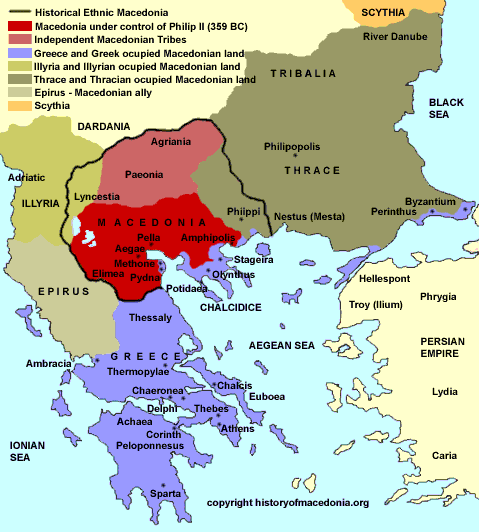 Historical Ethnic Macedonia
Macedonia under control of Philip II (359 BC)
Independent Macedonian Tribes
Greece and Greek ocupied Macedonian land
Illyria and Illyrian ocupied Macedonian land
Thrace and Thracian ocupied Macedonian land
Epirus - Macedonian ally
Scythia
SCYTHIA
River Danube
TRIBALIA
BLACK
SEA
DARDANIA
Agriania
Philipopolis
THRACE
Paeonia
Adriatic
ILLYRIA
Lyncestia
Byzantium
Perinthus
MACEDONIA
Philippi
Nestus (Mesta)
Pella
Amphipolis
Aegae
Methone
Stageira
Elimea
Pydna
Olynthus
Potidaea
Hellespont
EPIRUS
CHALCIDICE
Troy (Ilium)
Phrygia
Thessaly
AEGEAN SEA
PERSIAN
EMPIRE
GREECE
Ambracia
Thermopylae
Chaeronea
Chalcis
Lydia
Euboea
Delphi
Thebes
Achaea
Athens
Corinth
Peloponnesus
IONIAN
SEA
Caria
Sparta
copyright historyofmacedonia.org